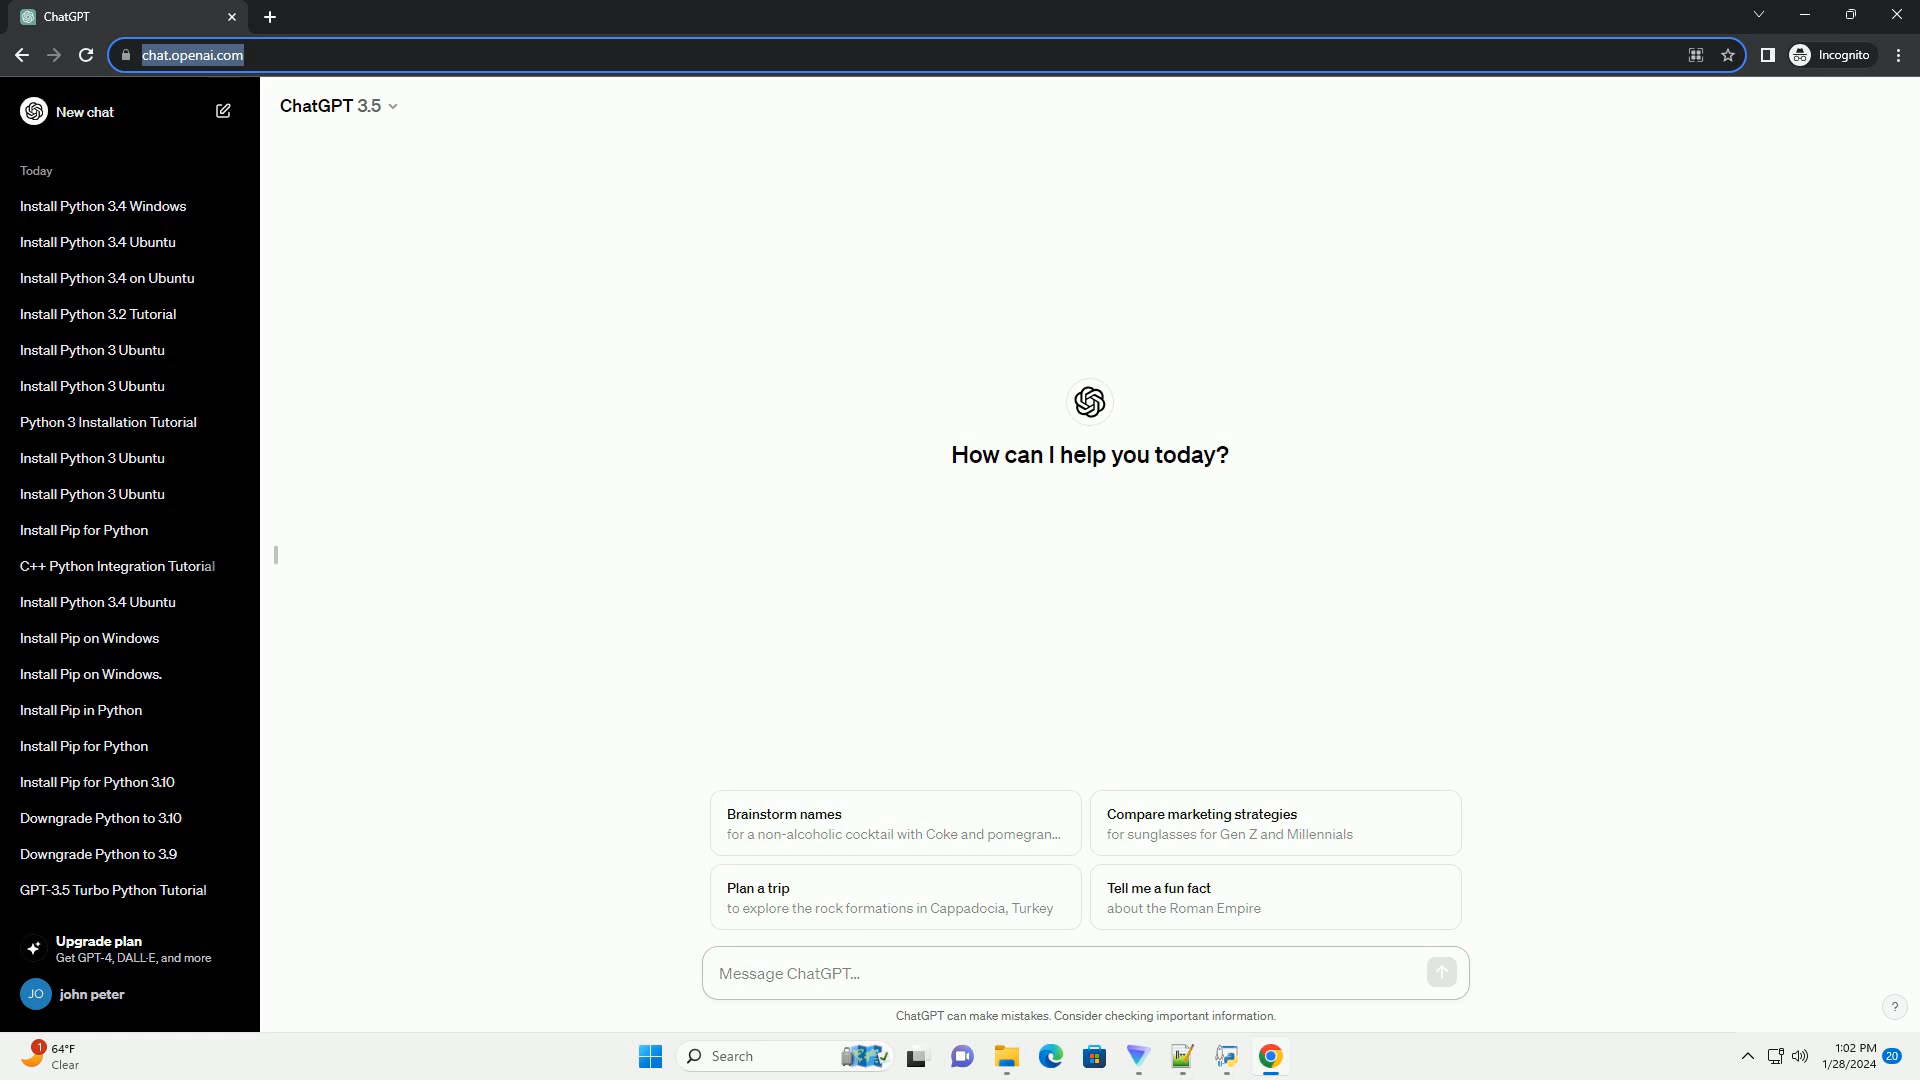 ChatGPT
chat.openai.com
Incognito
New chat
Today
Install Python 3.4 Windows
Install Python 3.4 Ubuntu
Install Python 3.4 on Ubuntu
Install Python 3.2 Tutorial
Install Python 3 Ubuntu
Install Python 3 Ubuntu
Python 3 Installation Tutorial
Install Python 3 Ubuntu
Install Python 3 Ubuntu
Install Pip for Python
C++ Python Integration Tutorial
Install Python 3.4 Ubuntu
Install Pip on Windows
Install Pip on Windows.
Install Pip in Python
Install Pip for Python
Install Pip for Python 3.10
Downgrade Python to 3.10
Downgrade Python to 3.9
GPT-3.5 Turbo Python Tutorial
Upgrade plan
Get GPT-4, DALL·E, and more
JO john peter
ChatGPT 3.5
How can I help you today?
Brainstorm names
for a non-alcoholic cocktail with Coke and pomegran...
Compare marketing strategies
for sunglasses for Gen Z and Millennials
Plan a trip
to explore the rock formations in Cappadocia, Turkey
Tell me a fun fact
about the Roman Empire
Message ChatGPT...
ChatGPT can make mistakes. Consider checking important information.
?
1
64°F
Clear
Search
1:02 PM
1/28/2024
20